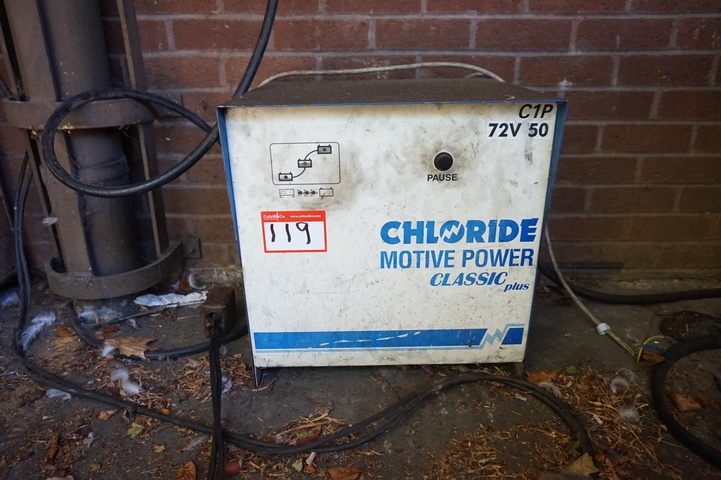 C1P
72V 50
PAUSE
119
CHLORIDE
MOTIVE POWER
CLASSIC plus